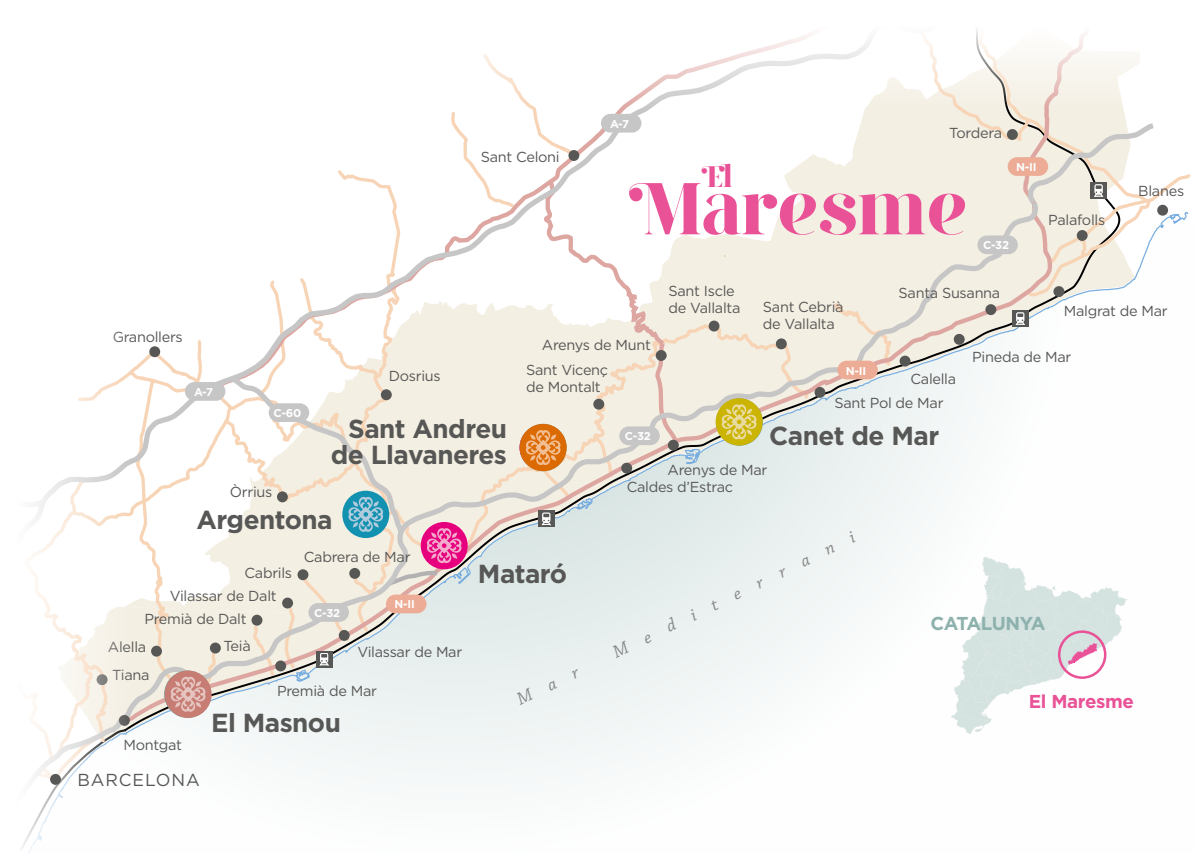 A-7
Sant Celoni
Tordera
El
Maresme
N-II
Blanes
Palafolls
C-32
Sant Iscle
de Vallalta
Sant Cebrià
de Vallalta
Santa Susanna
Malgrat de Mar
Granollers
Arenys de Munt
Pineda de Mar
Sant Vicenç
de Montalt
Dosrius
A-7
N-II
Calella
C-60
Sant Pol de Mar
Sant Andreu
de Llavaneres
C-32
Canet de Mar
Arenys de Mar
Caldes d’Estrac
Òrrius
Argentona
Cabrera de Mar
Cabrils
Mataró
Vilassar de Dalt
C-32
N-II
Premià de Dalt
Alella
Teià
Vilassar de Mar
Tiana
Premià de Mar
El Masnou
Montgat
BARCELONA
Mar Mediterrani
CATALUNYA
El Maresme